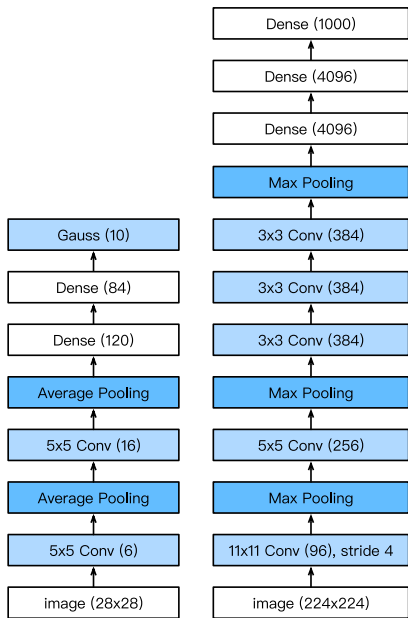 Gauss (10)
Dense (84)
Dense (120)
Average Pooling
5x5 Conv (16)
Average Pooling
5x5 Conv (6)
image (28x28)
Dense (1000)
Dense (4096)
Dense (4096)
Max Pooling
3x3 Conv (384)
3x3 Conv (384)
3x3 Conv (384)
Max Pooling
5x5 Conv (256)
Max Pooling
11x11 Conv (96), stride 4
image (224x224)